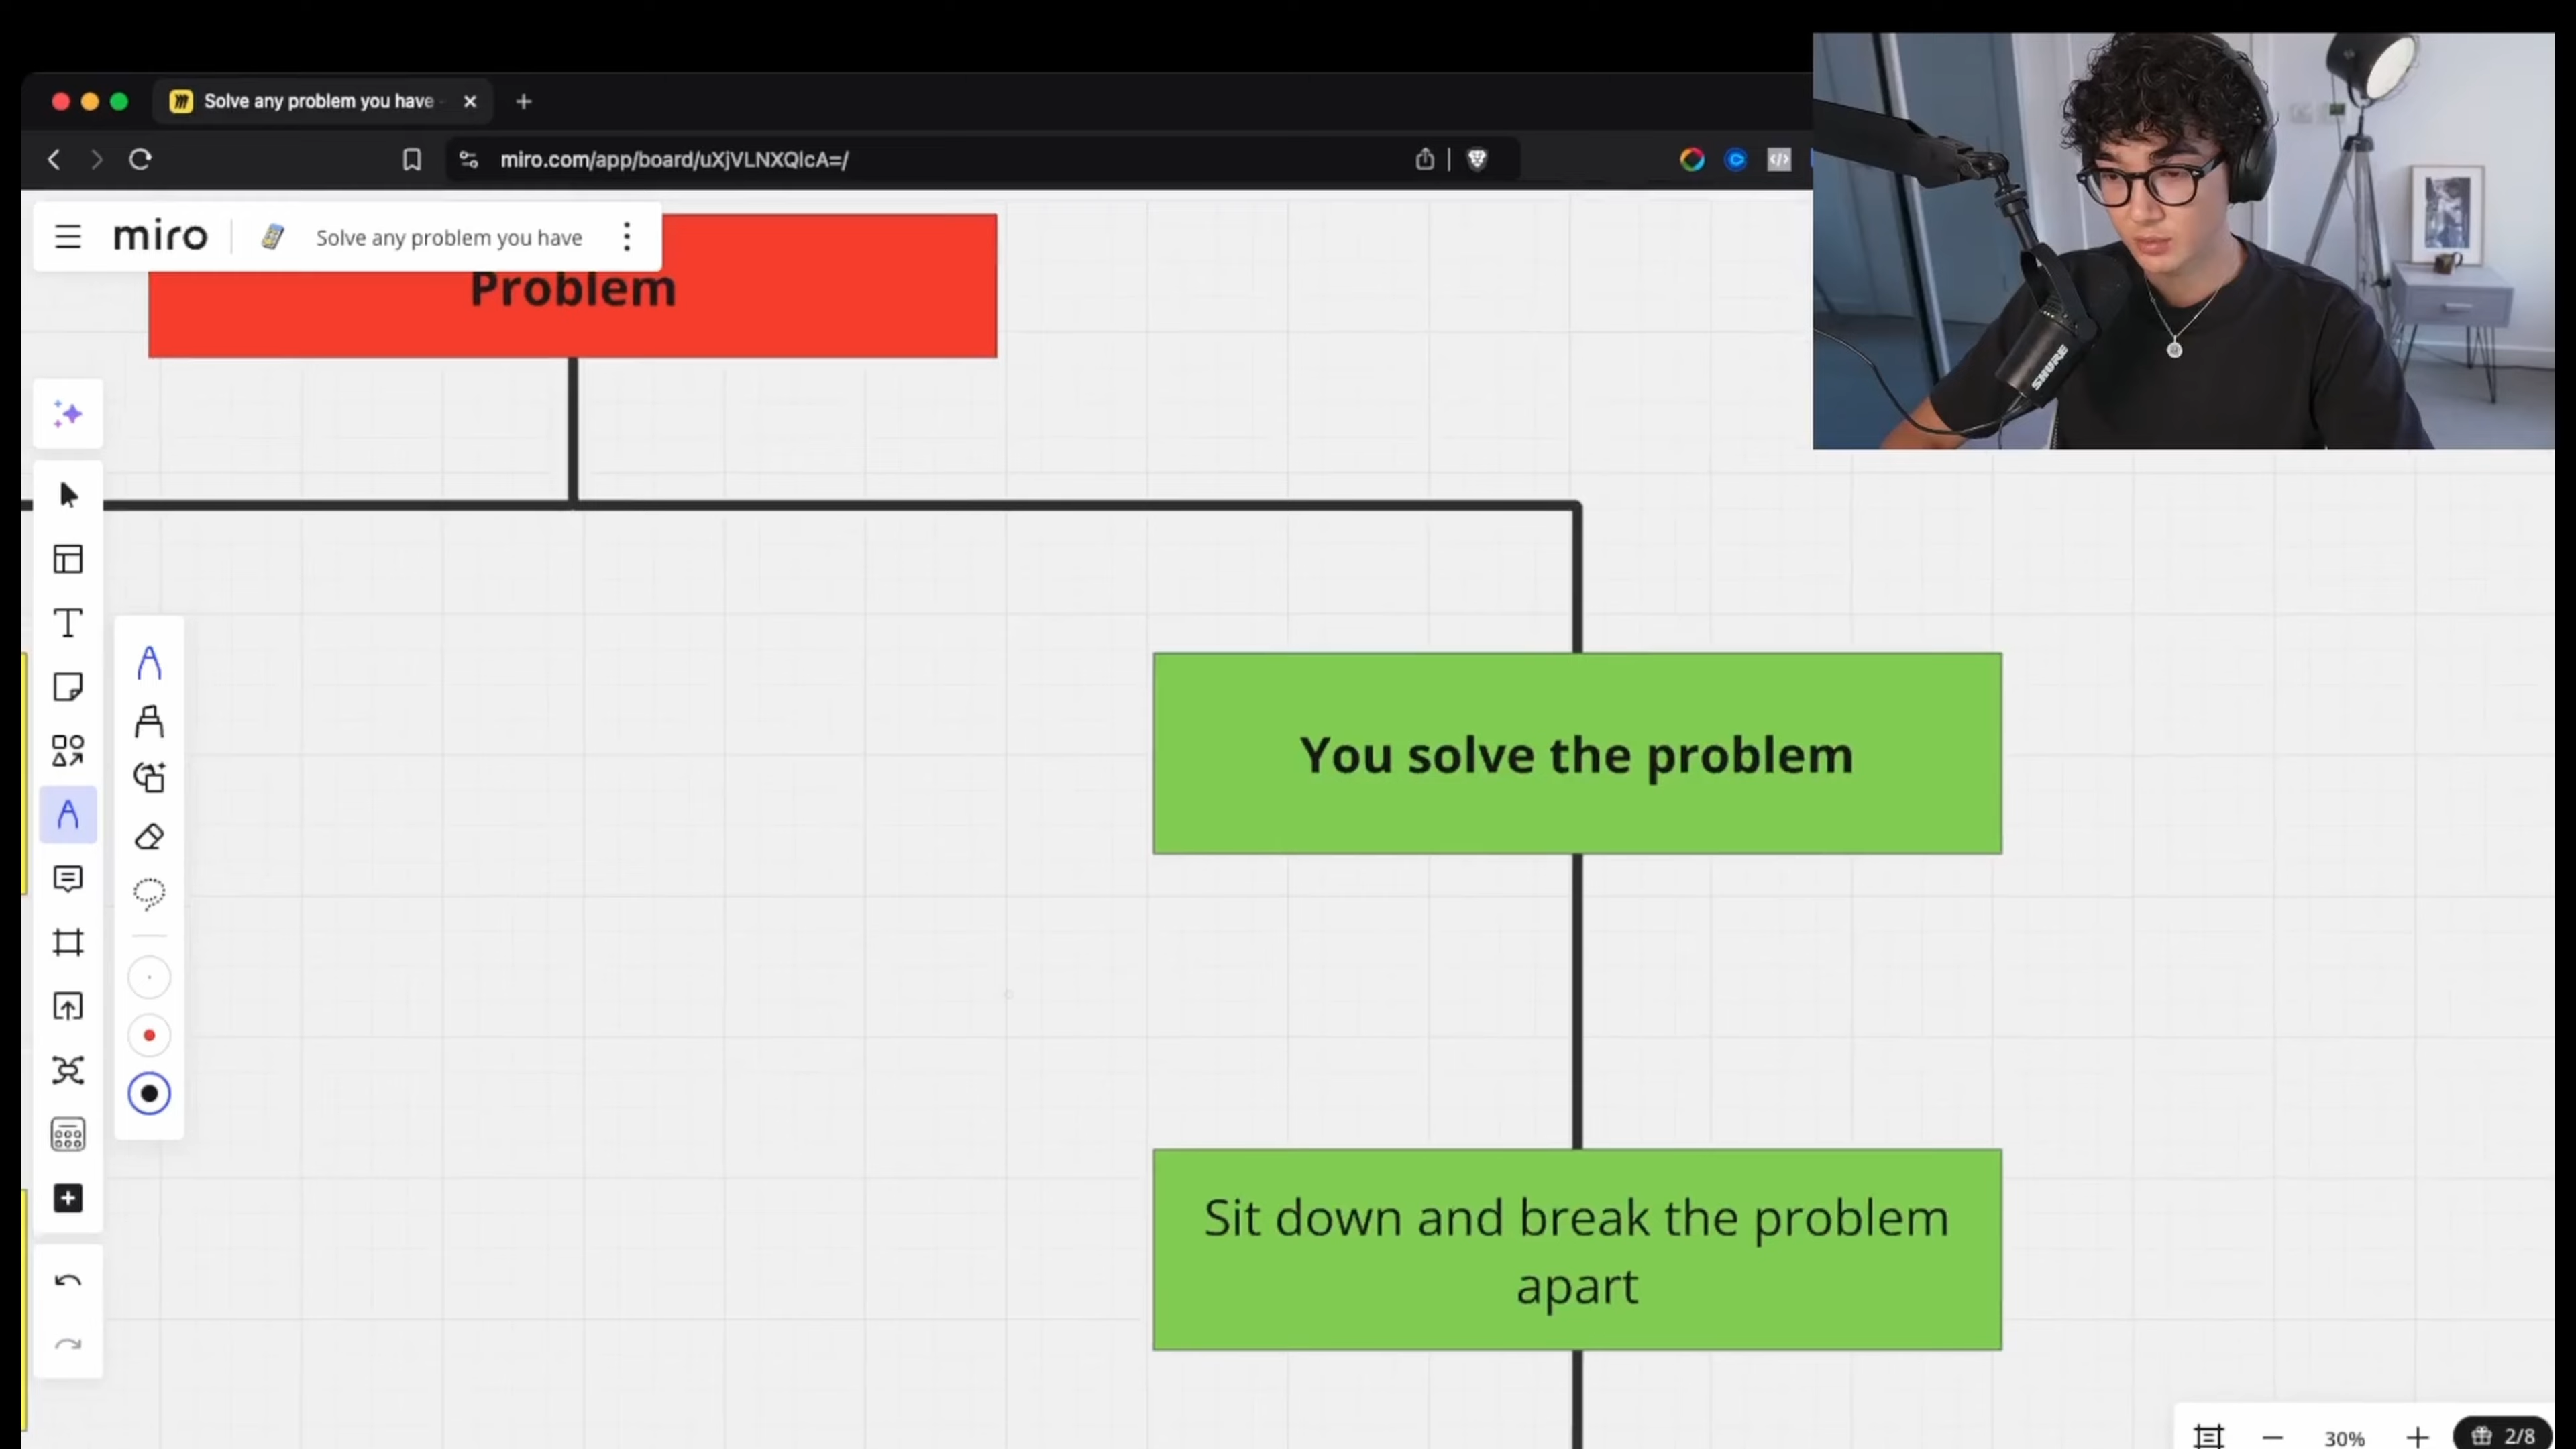 Solve any problem you have
miro.com/app/board/uXjVLNXQlcA=/
miro
Solve any problem you have
Problem
You solve the problem
Sit down and break the problem
apart
SHURE
30%
2/8